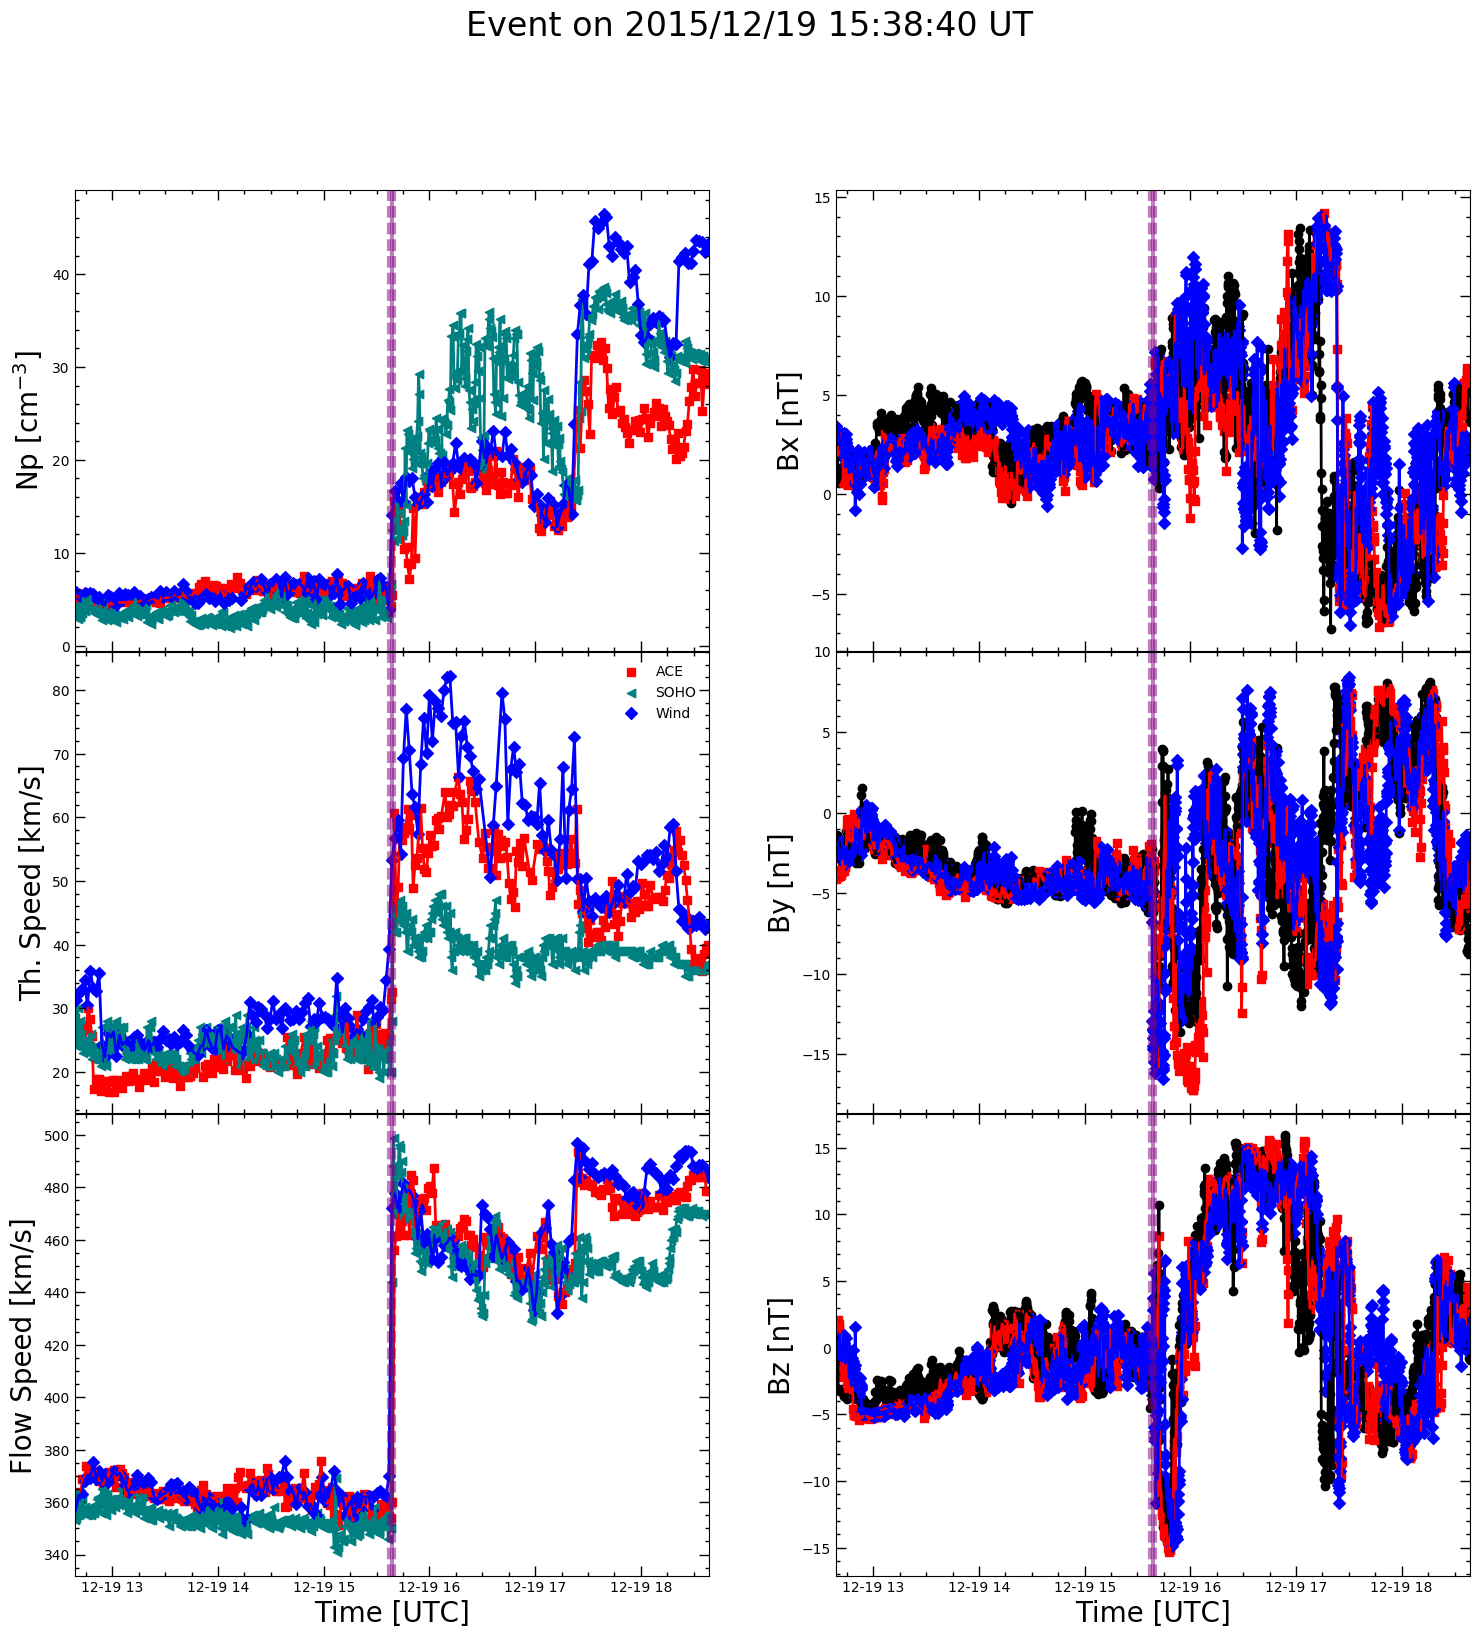 Event on 2015/12/19 15:38:40 UT
Np [cm⁻³]
40
30
20
10
0
Th. Speed [km/s]
80
70
60
50
40
30
20
ACE
SOHO
Wind
Flow Speed [km/s]
500
480
460
440
420
400
380
360
340
12-19 13 12-19 14 12-19 15 12-19 16 12-19 17 12-19 18
Time [UTC]
Bx [nT]
15
10
5
0
−5
By [nT]
10
5
0
−5
−10
−15
Bz [nT]
15
10
5
0
−5
−10
−15
12-19 13 12-19 14 12-19 15 12-19 16 12-19 17 12-19 18
Time [UTC]